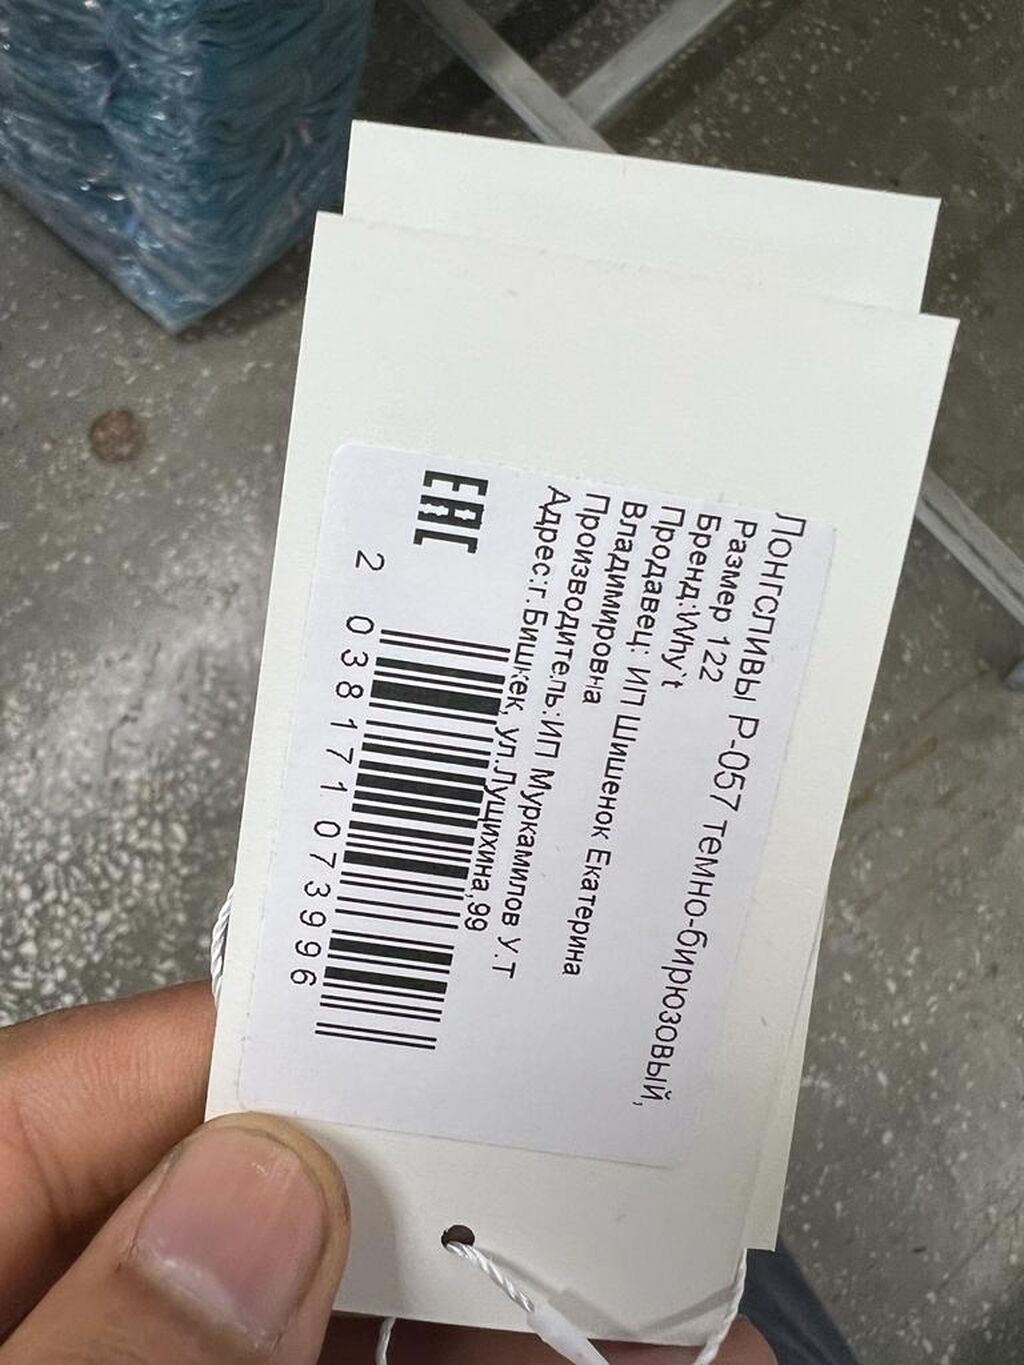 Лонгсливы Р-057 темно-бирюзовый,
Размер 122
Бренд:Why`t
Продавец: ИП Шишенок Екатерина
Владимировна
Производитель:ИП Муркамилов У.Т
Адрес:г.Бишкек, ул.Лущихина,99
EAC
2 038171 073996